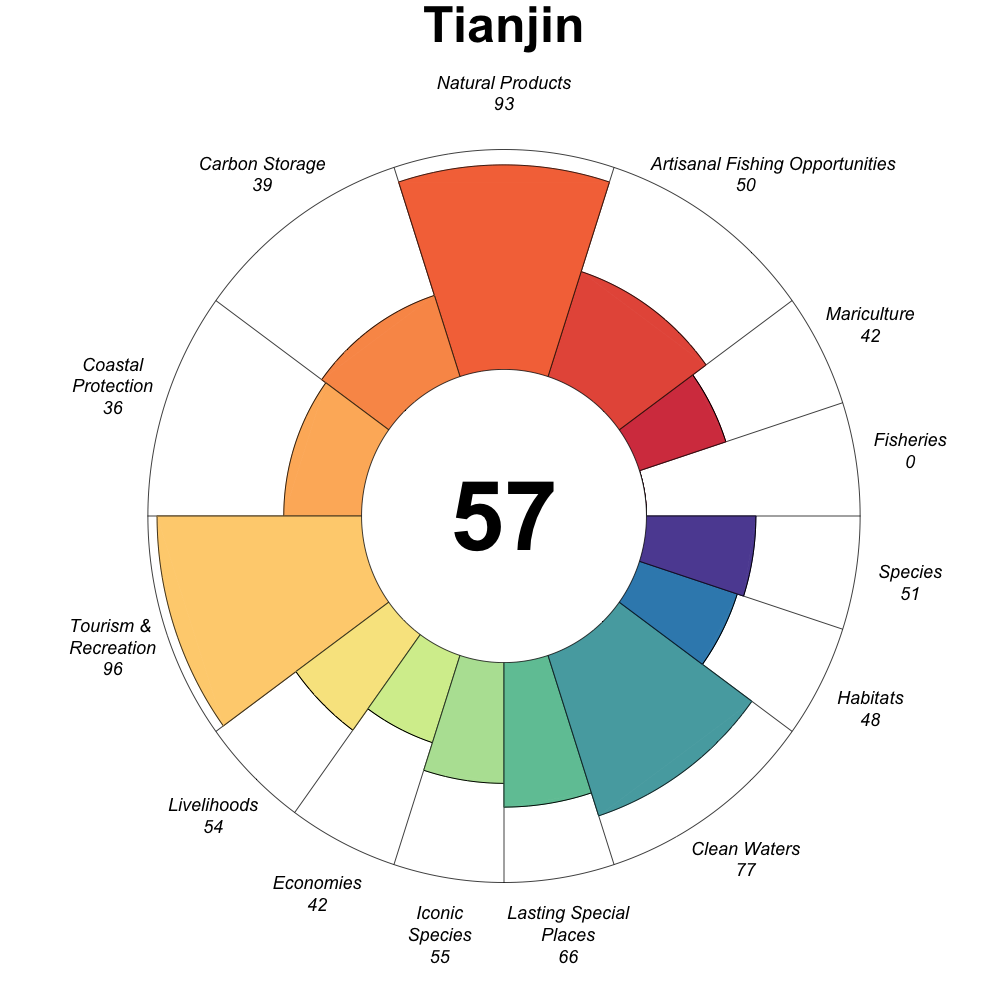 Tianjin
Natural Products
93
Artisanal Fishing Opportunities
50
Mariculture
42
Fisheries
0
Species
51
Habitats
48
Clean Waters
77
Lasting Special
Places
66
Iconic
Species
55
Economies
42
Livelihoods
54
Tourism &
Recreation
96
Coastal
Protection
36
Carbon Storage
39
57